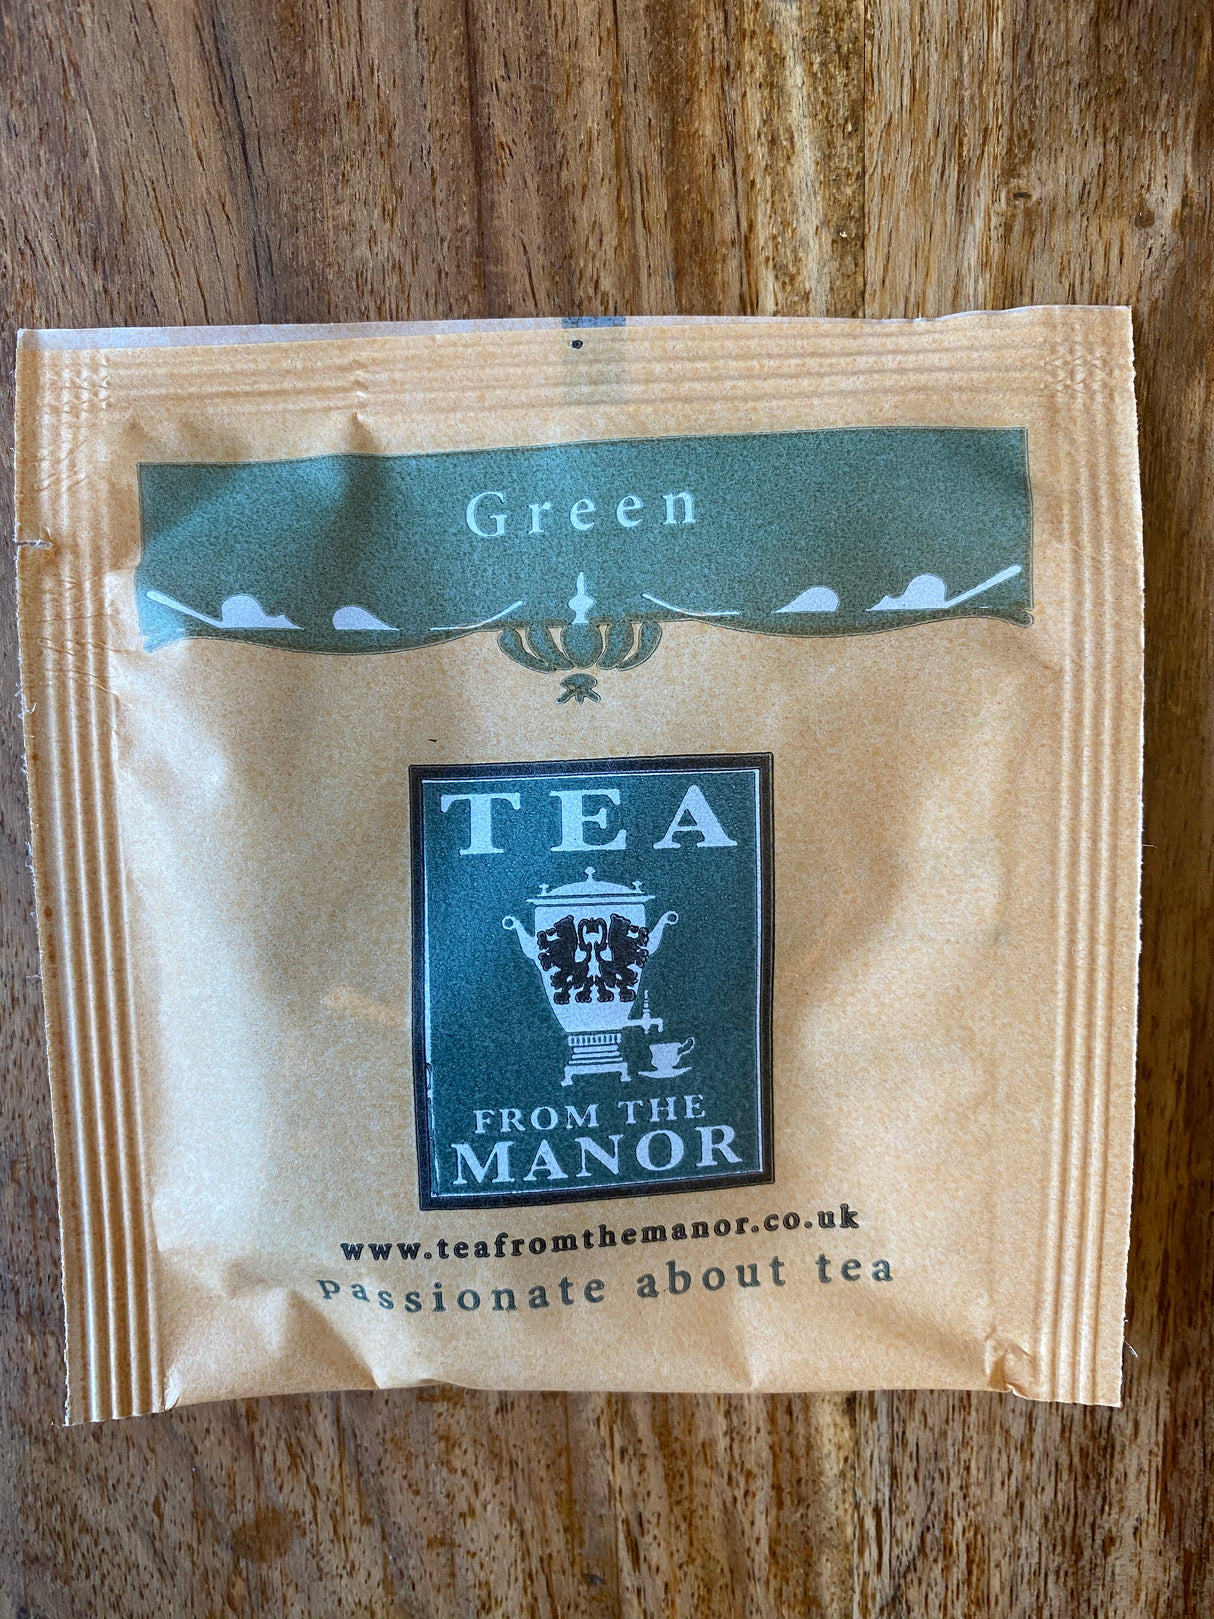 Green
TEA
FROM THE
MANOR
www.teafromthemanor.co.uk
Passionate about tea